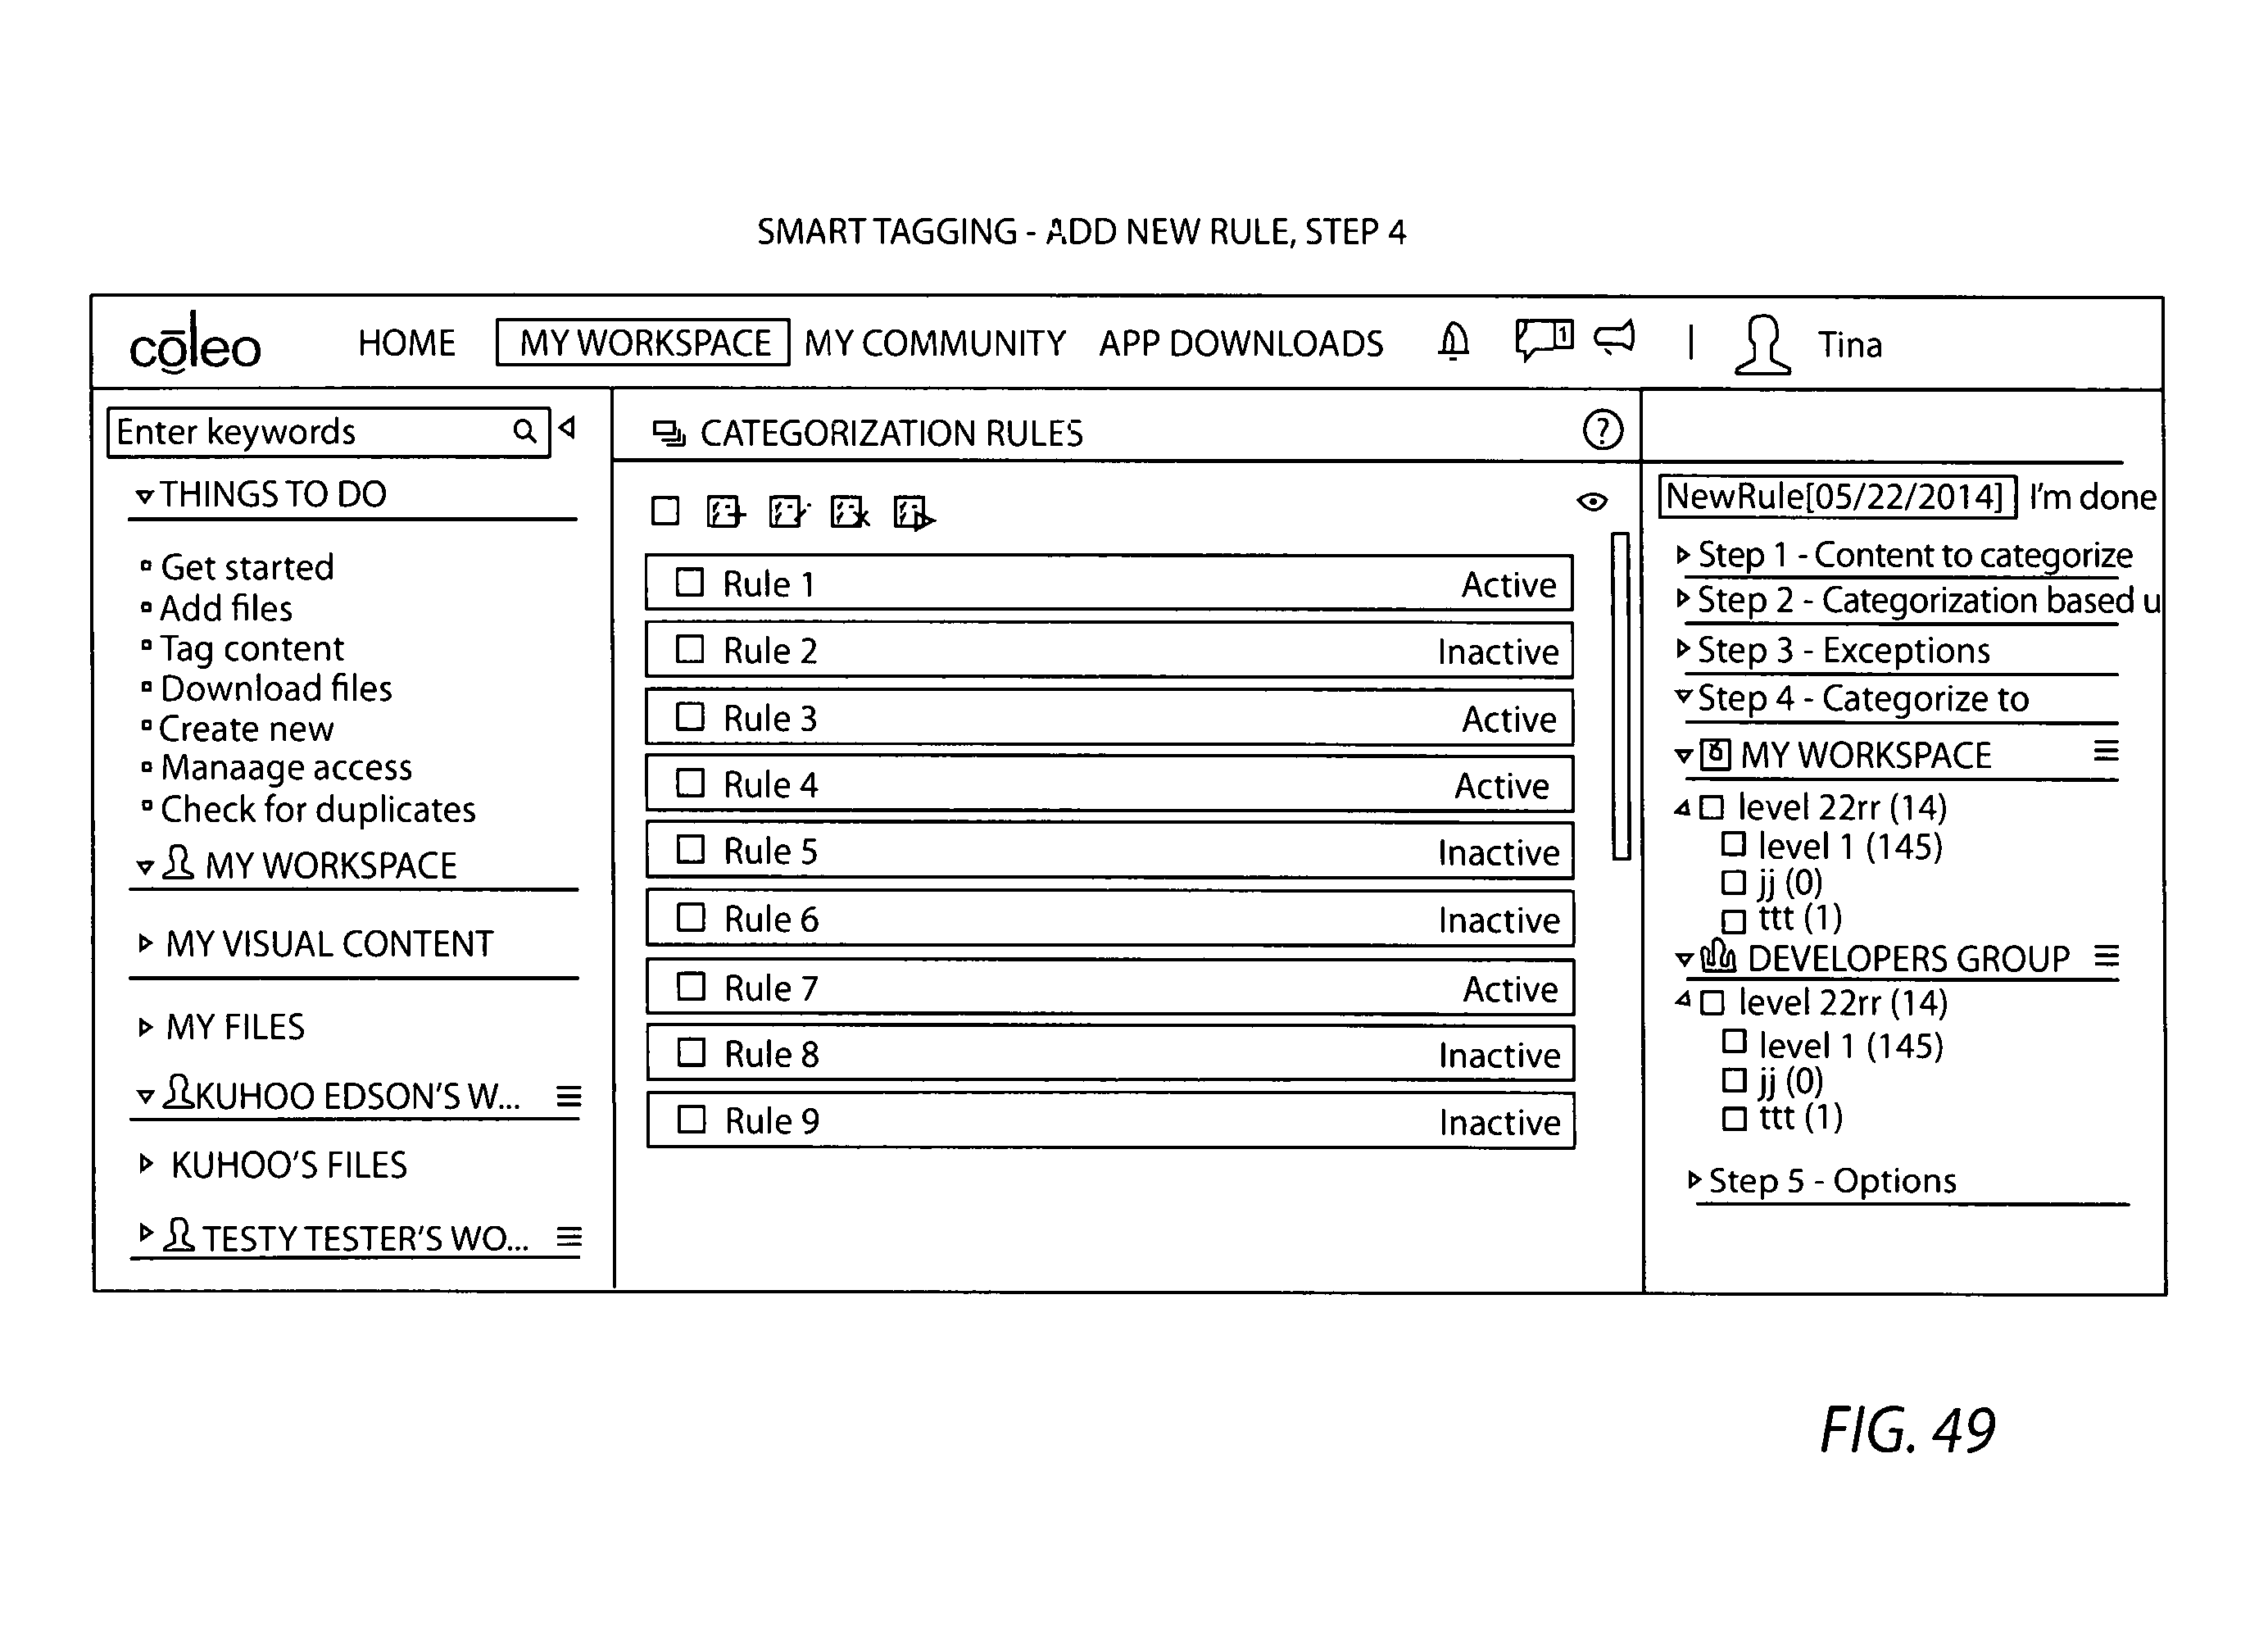 SMART TAGGING - ADD NEW RULE, STEP 4
cōleo HOME MY WORKSPACE MY COMMUNITY APP DOWNLOADS 1 | Tina
Enter keywords
THINGS TO DO
Get started
Add files
Tag content
Download files
Create new
Manaage access
Check for duplicates
MY WORKSPACE
MY VISUAL CONTENT
MY FILES
KUHOO EDSON'S W...
KUHOO'S FILES
TESTY TESTER'S WO...
CATEGORIZATION RULES ?
Rule 1 Active
Rule 2 Inactive
Rule 3 Active
Rule 4 Active
Rule 5 Inactive
Rule 6 Inactive
Rule 7 Active
Rule 8 Inactive
Rule 9 Inactive
NewRule[05/22/2014] I'm done
Step 1 - Content to categorize
Step 2 - Categorization based u
Step 3 - Exceptions
Step 4 - Categorize to
MY WORKSPACE
level 22rr (14)
level 1 (145)
jj (0)
ttt (1)
DEVELOPERS GROUP
level 22rr (14)
level 1 (145)
jj (0)
ttt (1)
Step 5 - Options
FIG. 49